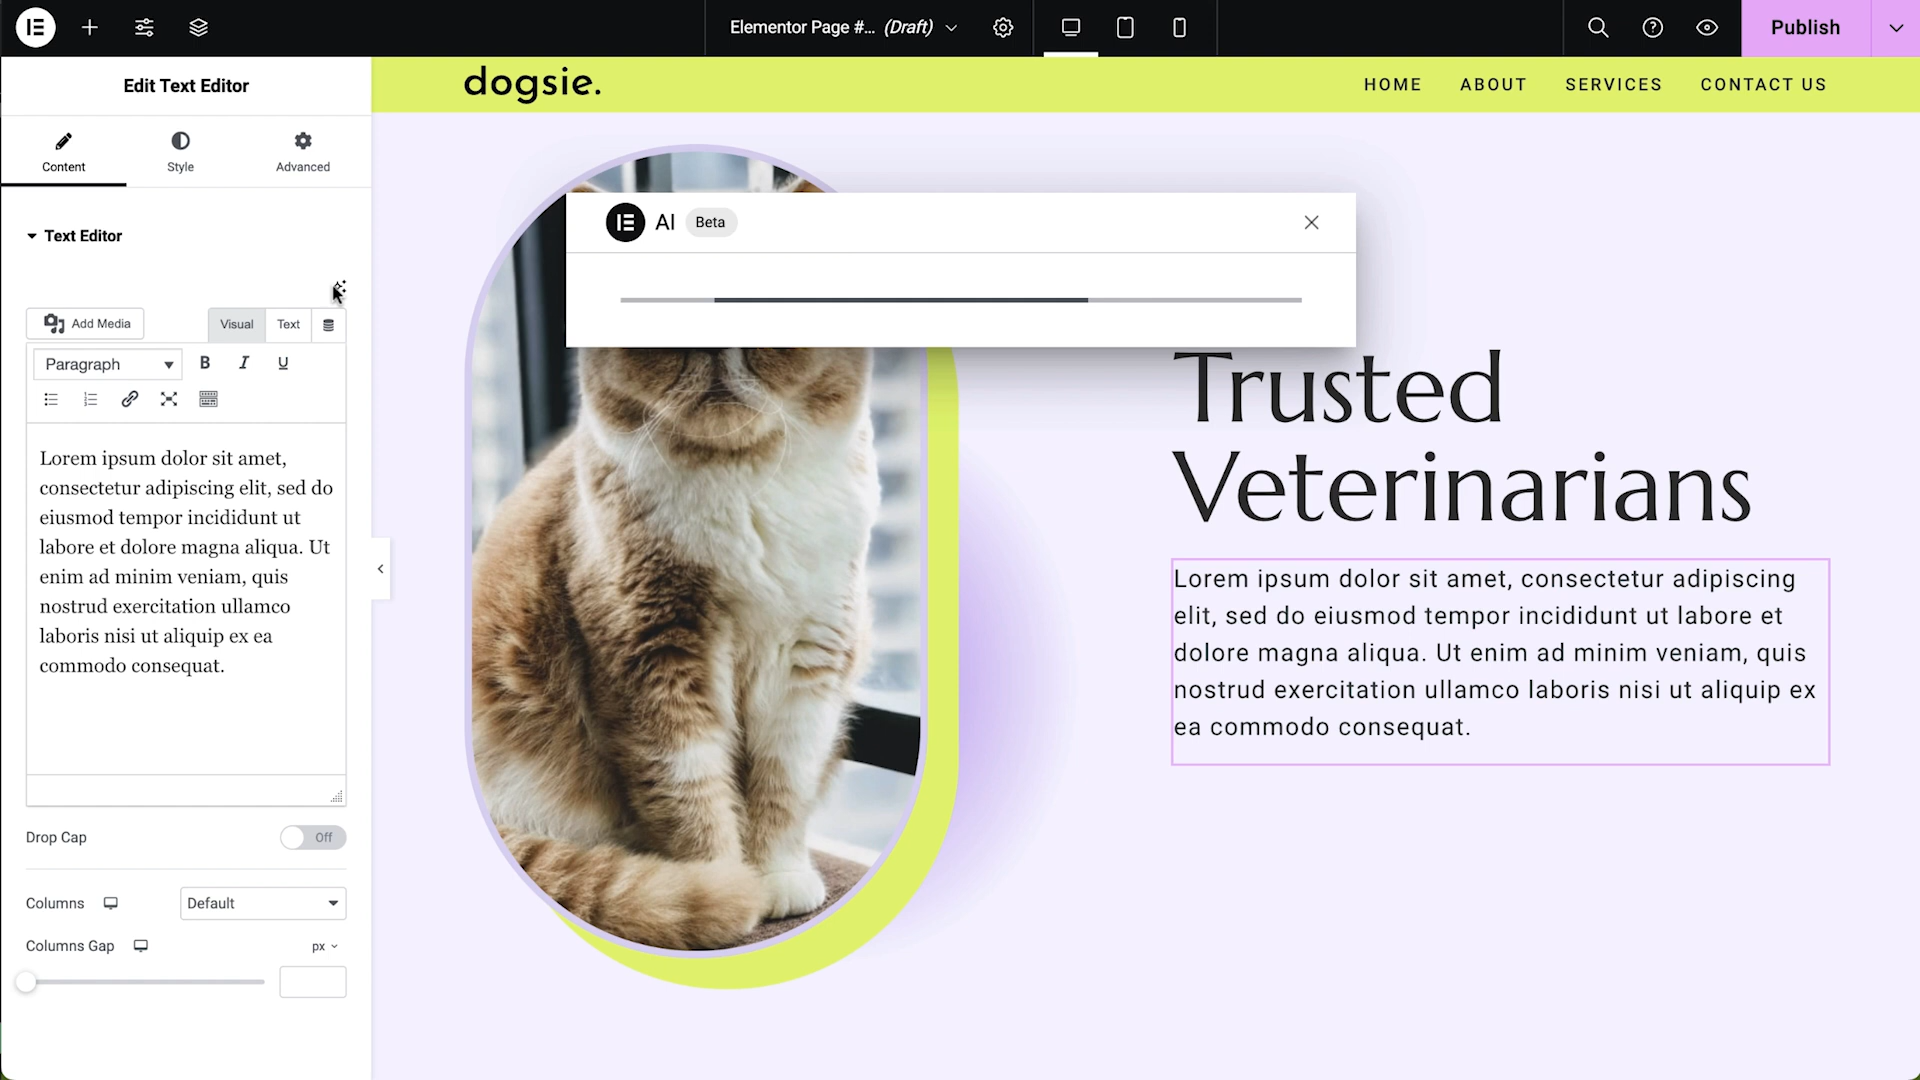 Elementor Page #... (Draft)
Publish
Edit Text Editor
Content
Style
Advanced
Text Editor
Add Media
Visual
Text
Paragraph
B I U
Lorem ipsum dolor sit amet,
consectetur adipiscing elit, sed do
eiusmod tempor incididunt ut
labore et dolore magna aliqua. Ut
enim ad minim veniam, quis
nostrud exercitation ullamco
laboris nisi ut aliquip ex ea
commodo consequat.
Drop Cap
Off
Columns
Default
Columns Gap
px
dogsie.
HOME
ABOUT
SERVICES
CONTACT US
AI
Beta
Trusted
Veterinarians
Lorem ipsum dolor sit amet, consectetur adipiscing
elit, sed do eiusmod tempor incididunt ut labore et
dolore magna aliqua. Ut enim ad minim veniam, quis
nostrud exercitation ullamco laboris nisi ut aliquip ex
ea commodo consequat.